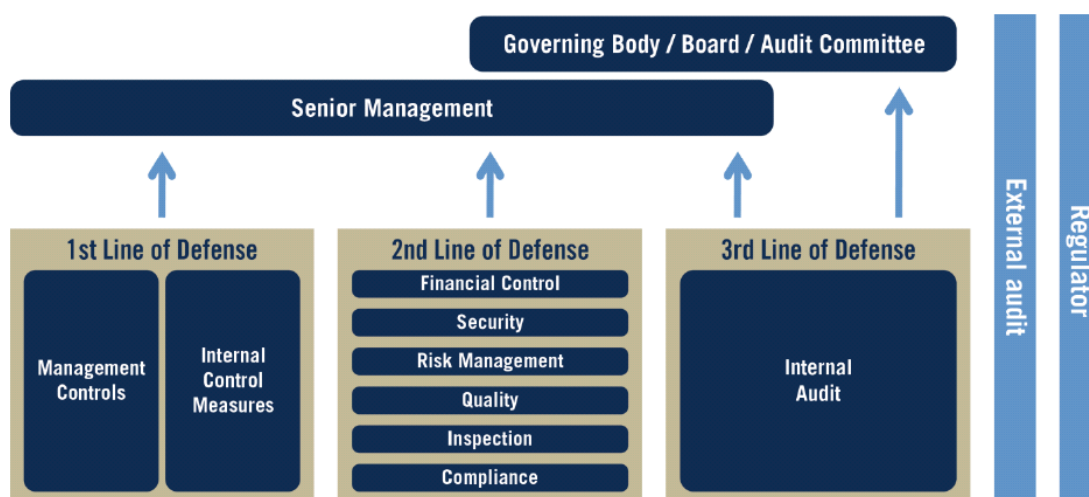 Governing Body / Board / Audit Committee
Senior Management
1st Line of Defense
Management
Controls
Internal
Control
Measures
2nd Line of Defense
Financial Control
Security
Risk Management
Quality
Inspection
Compliance
3rd Line of Defense
Internal
Audit
External audit
Regulator